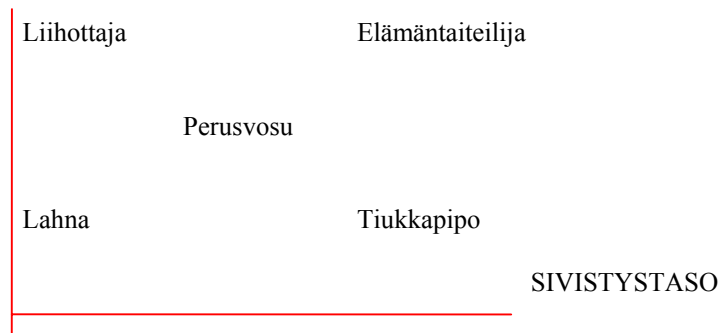 Liihottaja Elämäntaiteilija
Perusvosu
Lahna Tiukkapipo
SIVISTYSTASO